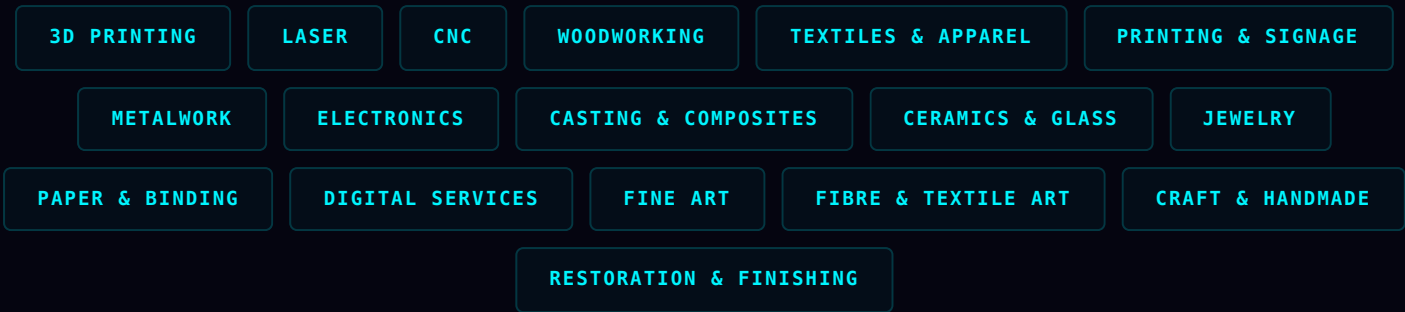 3D PRINTING LASER CNC WOODWORKING TEXTILES & APPAREL PRINTING & SIGNAGE
METALWORK ELECTRONICS CASTING & COMPOSITES CERAMICS & GLASS JEWELRY
PAPER & BINDING DIGITAL SERVICES FINE ART FIBRE & TEXTILE ART CRAFT & HANDMADE
RESTORATION & FINISHING